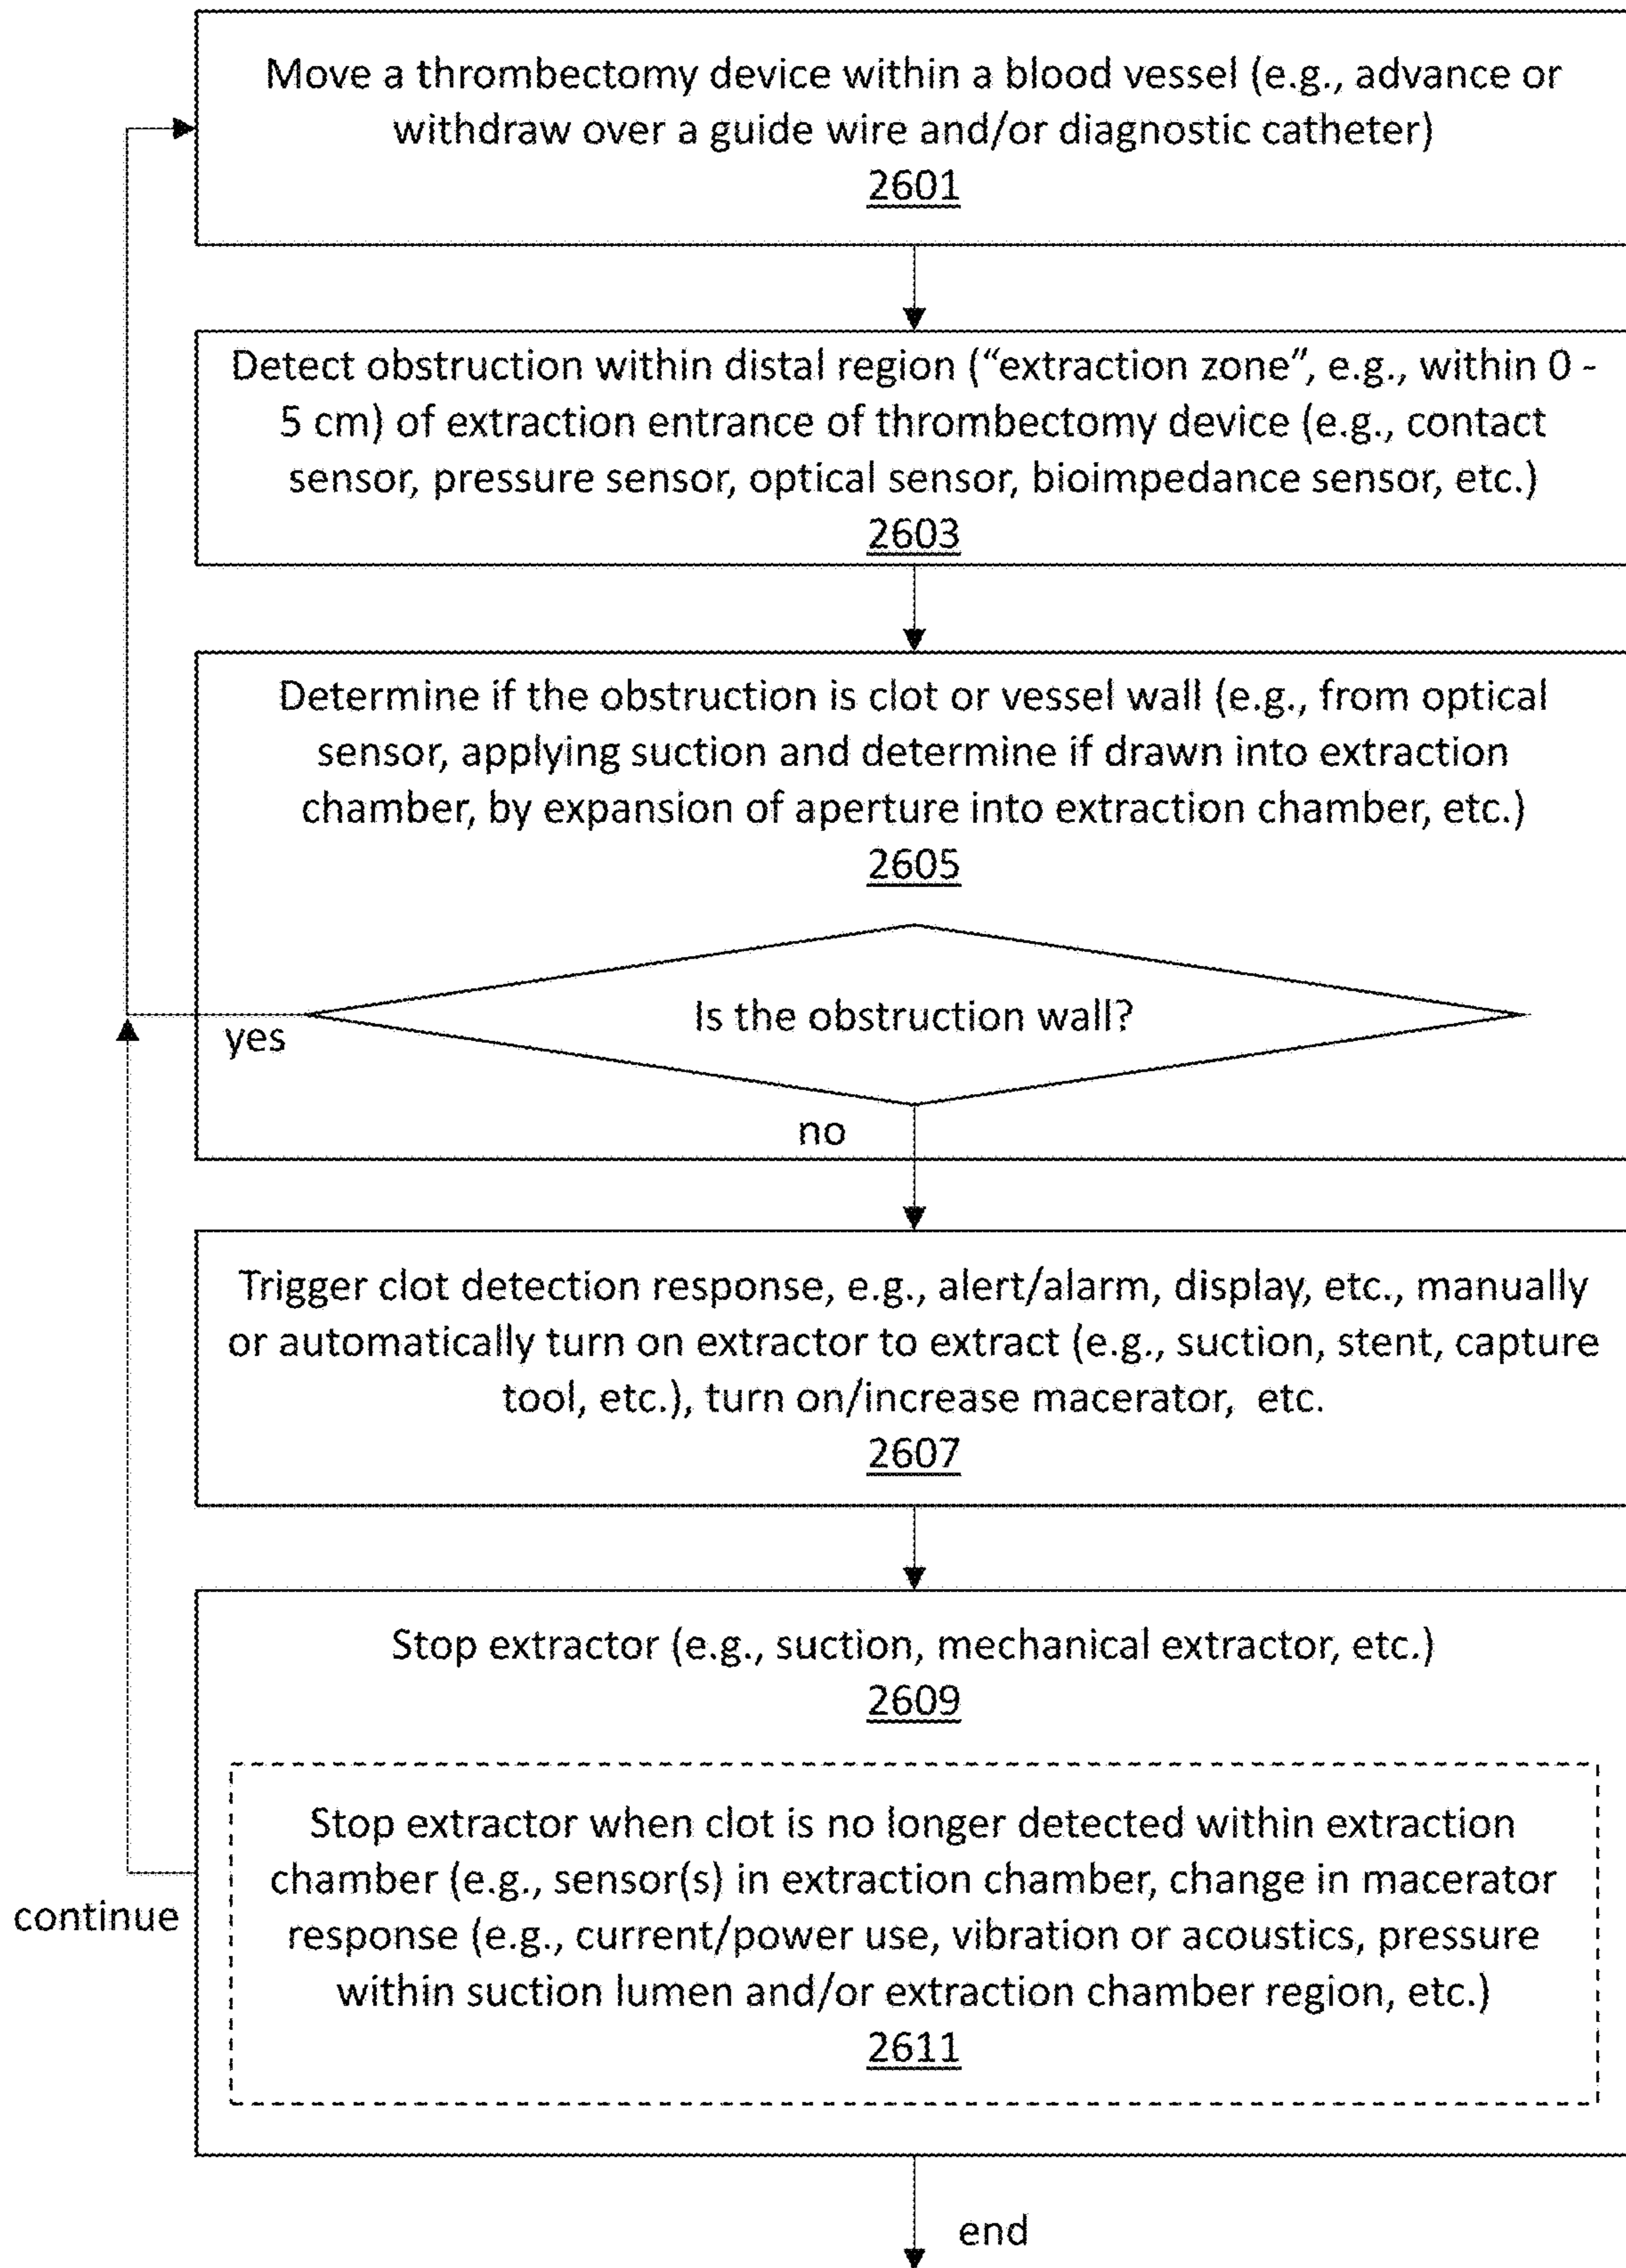 Move a thrombectomy device within a blood vessel (e.g., advance or
withdraw over a guide wire and/or diagnostic catheter)
2601
Detect obstruction within distal region (“extraction zone”, e.g., within 0 -
5 cm) of extraction entrance of thrombectomy device (e.g., contact
sensor, pressure sensor, optical sensor, bioimpedance sensor, etc.)
2603
Determine if the obstruction is clot or vessel wall (e.g., from optical
sensor, applying suction and determine if drawn into extraction
chamber, by expansion of aperture into extraction chamber, etc.)
2605
Is the obstruction wall?
yes
no
Trigger clot detection response, e.g., alert/alarm, display, etc., manually
or automatically turn on extractor to extract (e.g., suction, stent, capture
tool, etc.), turn on/increase macerator, etc.
2607
Stop extractor (e.g., suction, mechanical extractor, etc.)
2609
Stop extractor when clot is no longer detected within extraction
chamber (e.g., sensor(s) in extraction chamber, change in macerator
response (e.g., current/power use, vibration or acoustics, pressure
within suction lumen and/or extraction chamber region, etc.)
2611
continue
end